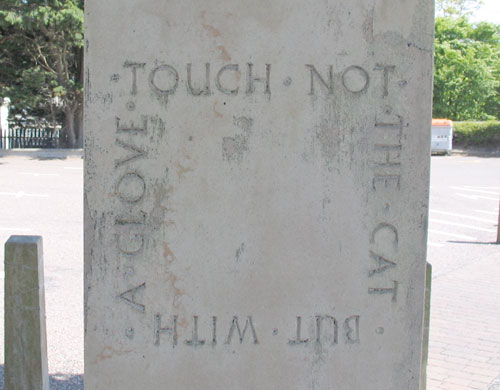 · TOUCH · NOT ·
THE · CAT ·
BUT · WITH ·
A · GLOVE ·